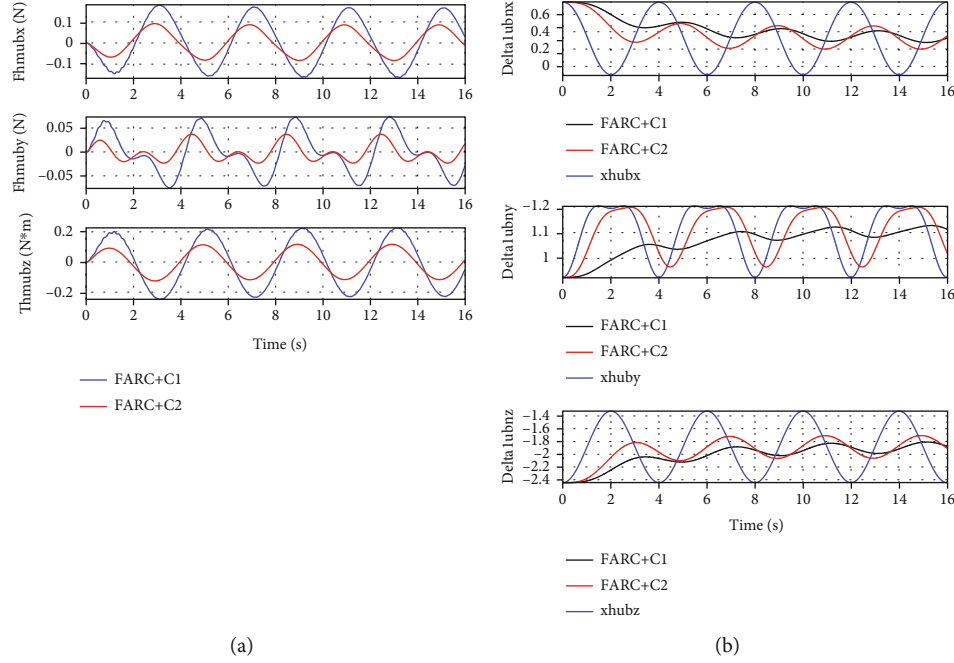 Fhmubx (N)
0.1
0
−0.1
0 2 4 6 8 10 12 14 16
Fhmuby (N)
0.05
0
−0.05
0 2 4 6 8 10 12 14 16
Thmubz (N*m)
0.2
0
−0.2
0 2 4 6 8 10 12 14 16
Time (s)
FARC+C1
FARC+C2
(a)
Delta1ubnx
0.6
0.4
0.2
0
0 2 4 6 8 10 12 14 16
FARC+C1
FARC+C2
xhubx
Delta1ubny
−1.2
1.1
1
0 2 4 6 8 10 12 14 16
FARC+C1
FARC+C2
xhuby
Delta1ubnz
−1.4
−1.8
−2
−2.2
−2.4
0 2 4 6 8 10 12 14 16
Time (s)
FARC+C1
FARC+C2
xhubz
(b)